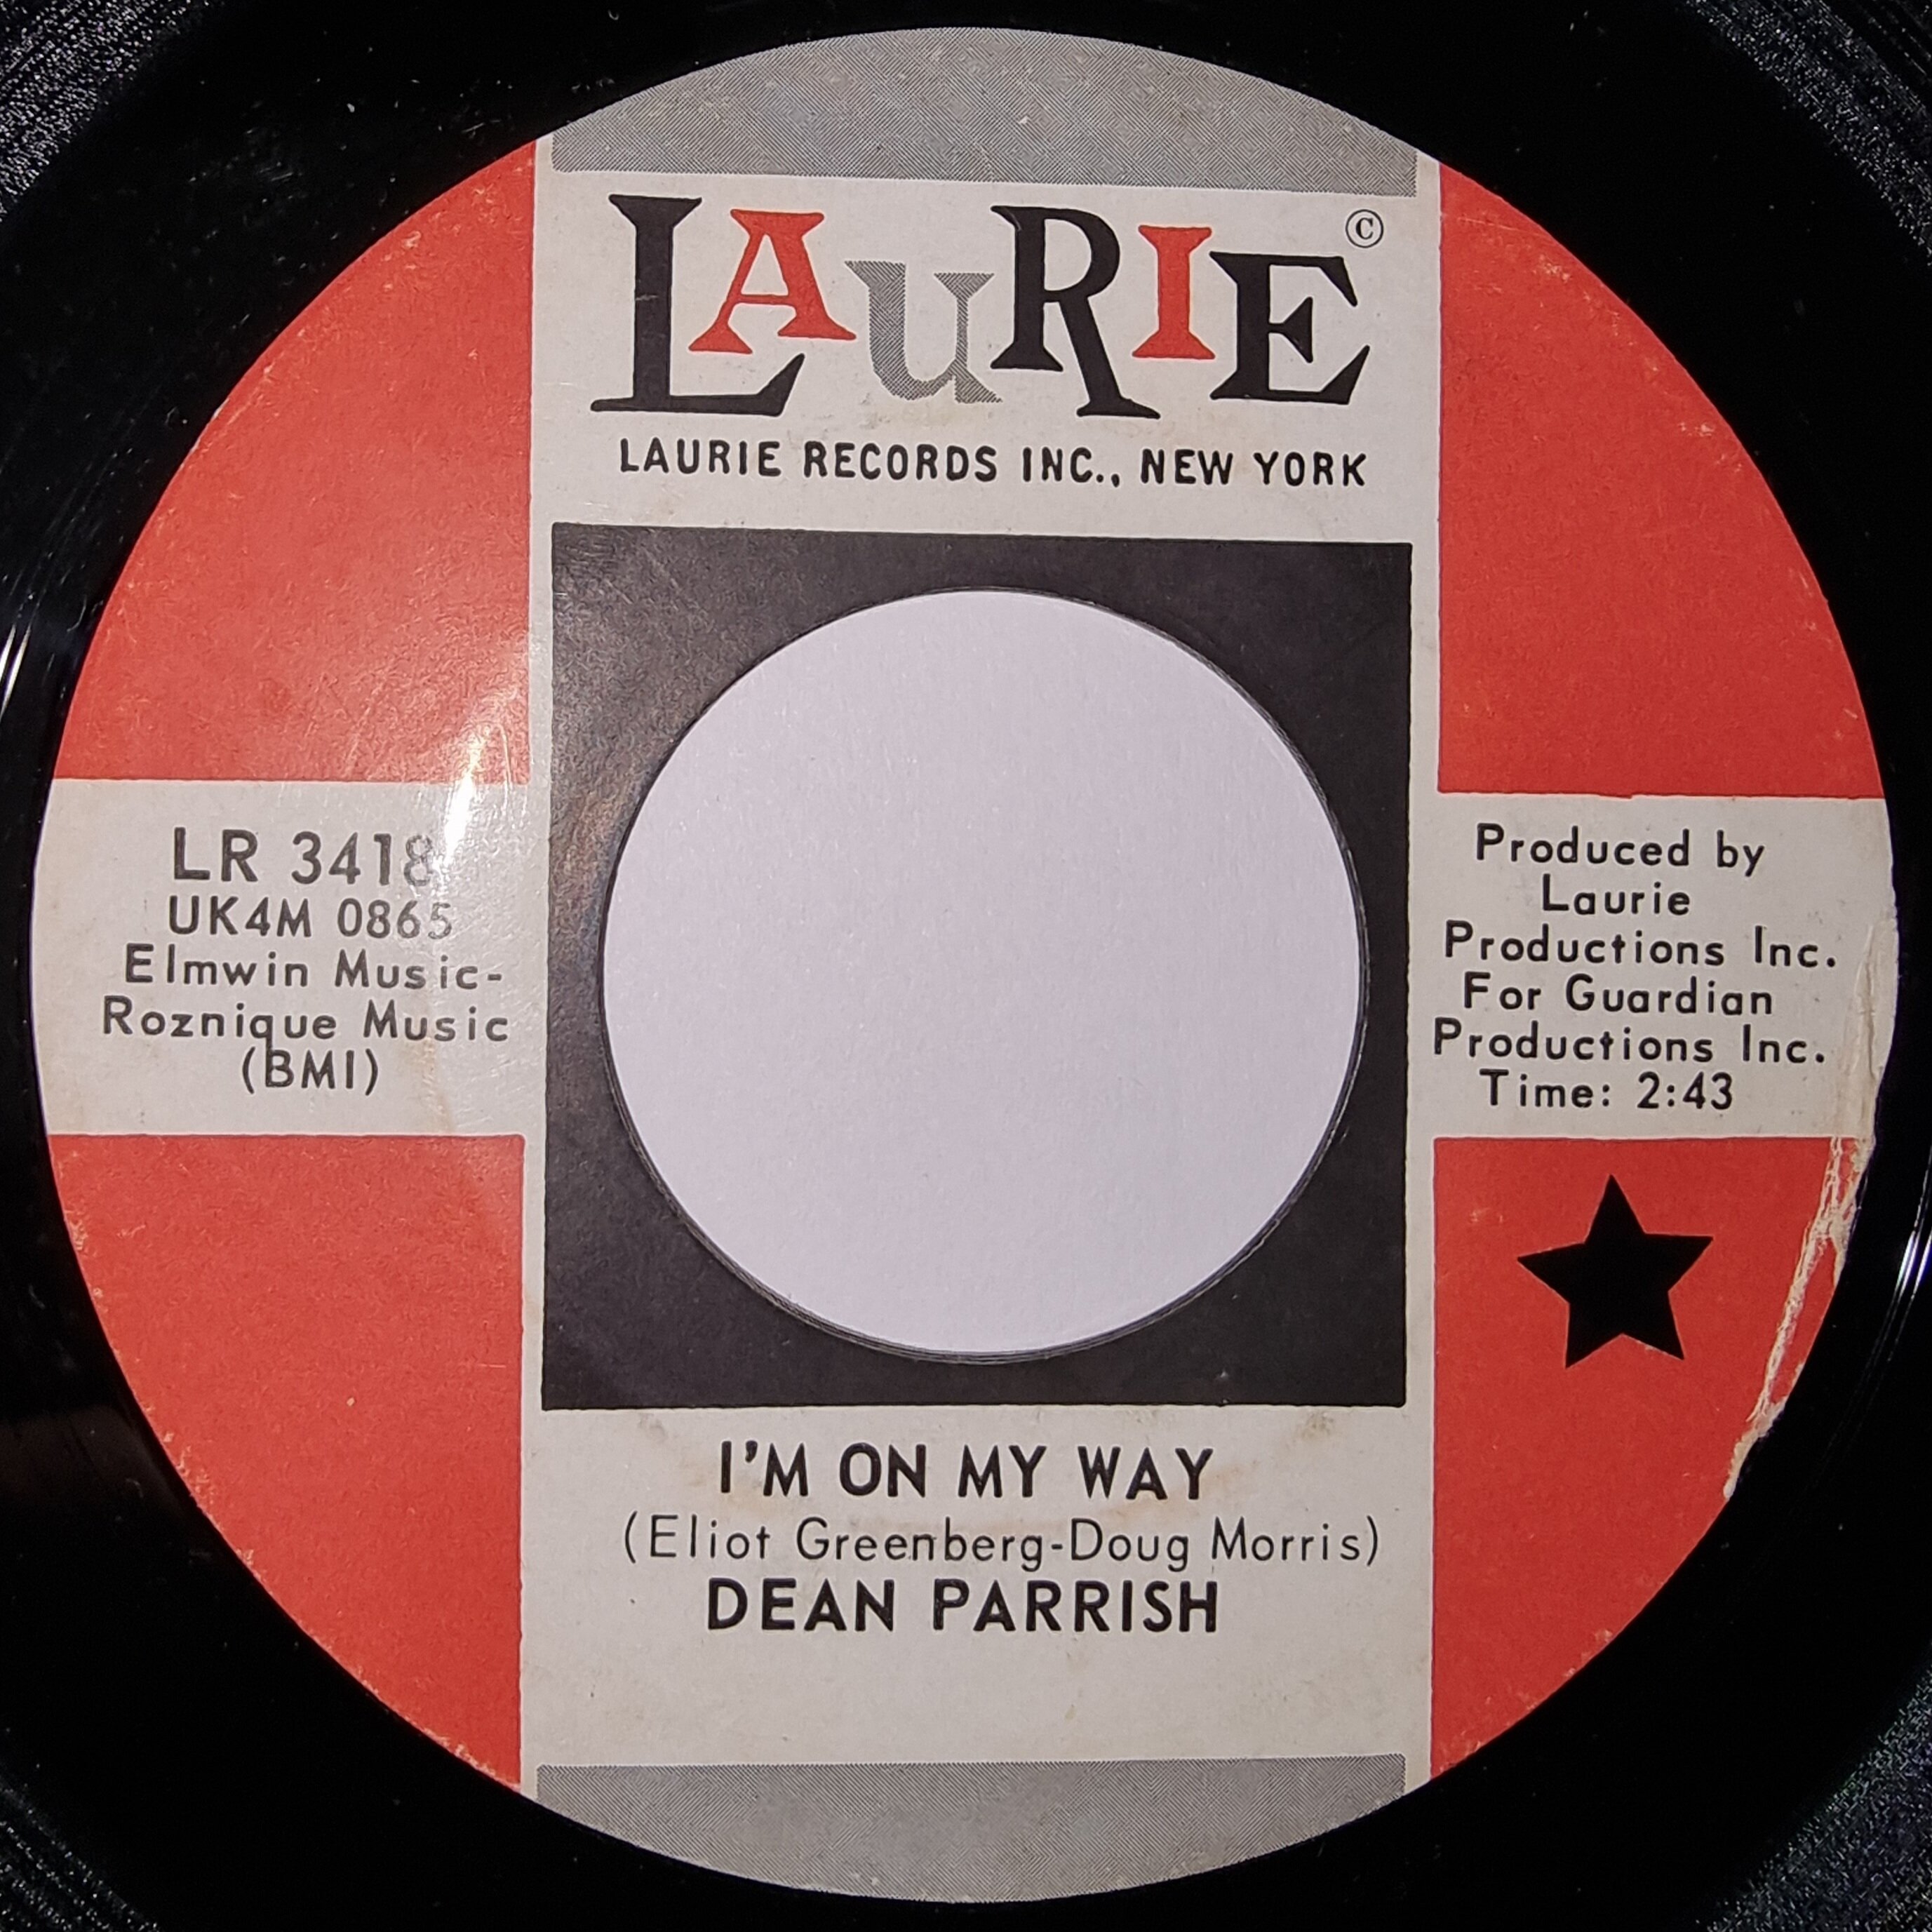 LAuRIE ©
LAURIE RECORDS INC., NEW YORK
LR 3418
UK4M 0865
Elmwin Music-
Roznique Music
(BMI)
Produced by
Laurie
Productions Inc.
For Guardian
Productions Inc.
Time: 2:43
I'M ON MY WAY
(Eliot Greenberg-Doug Morris)
DEAN PARRISH